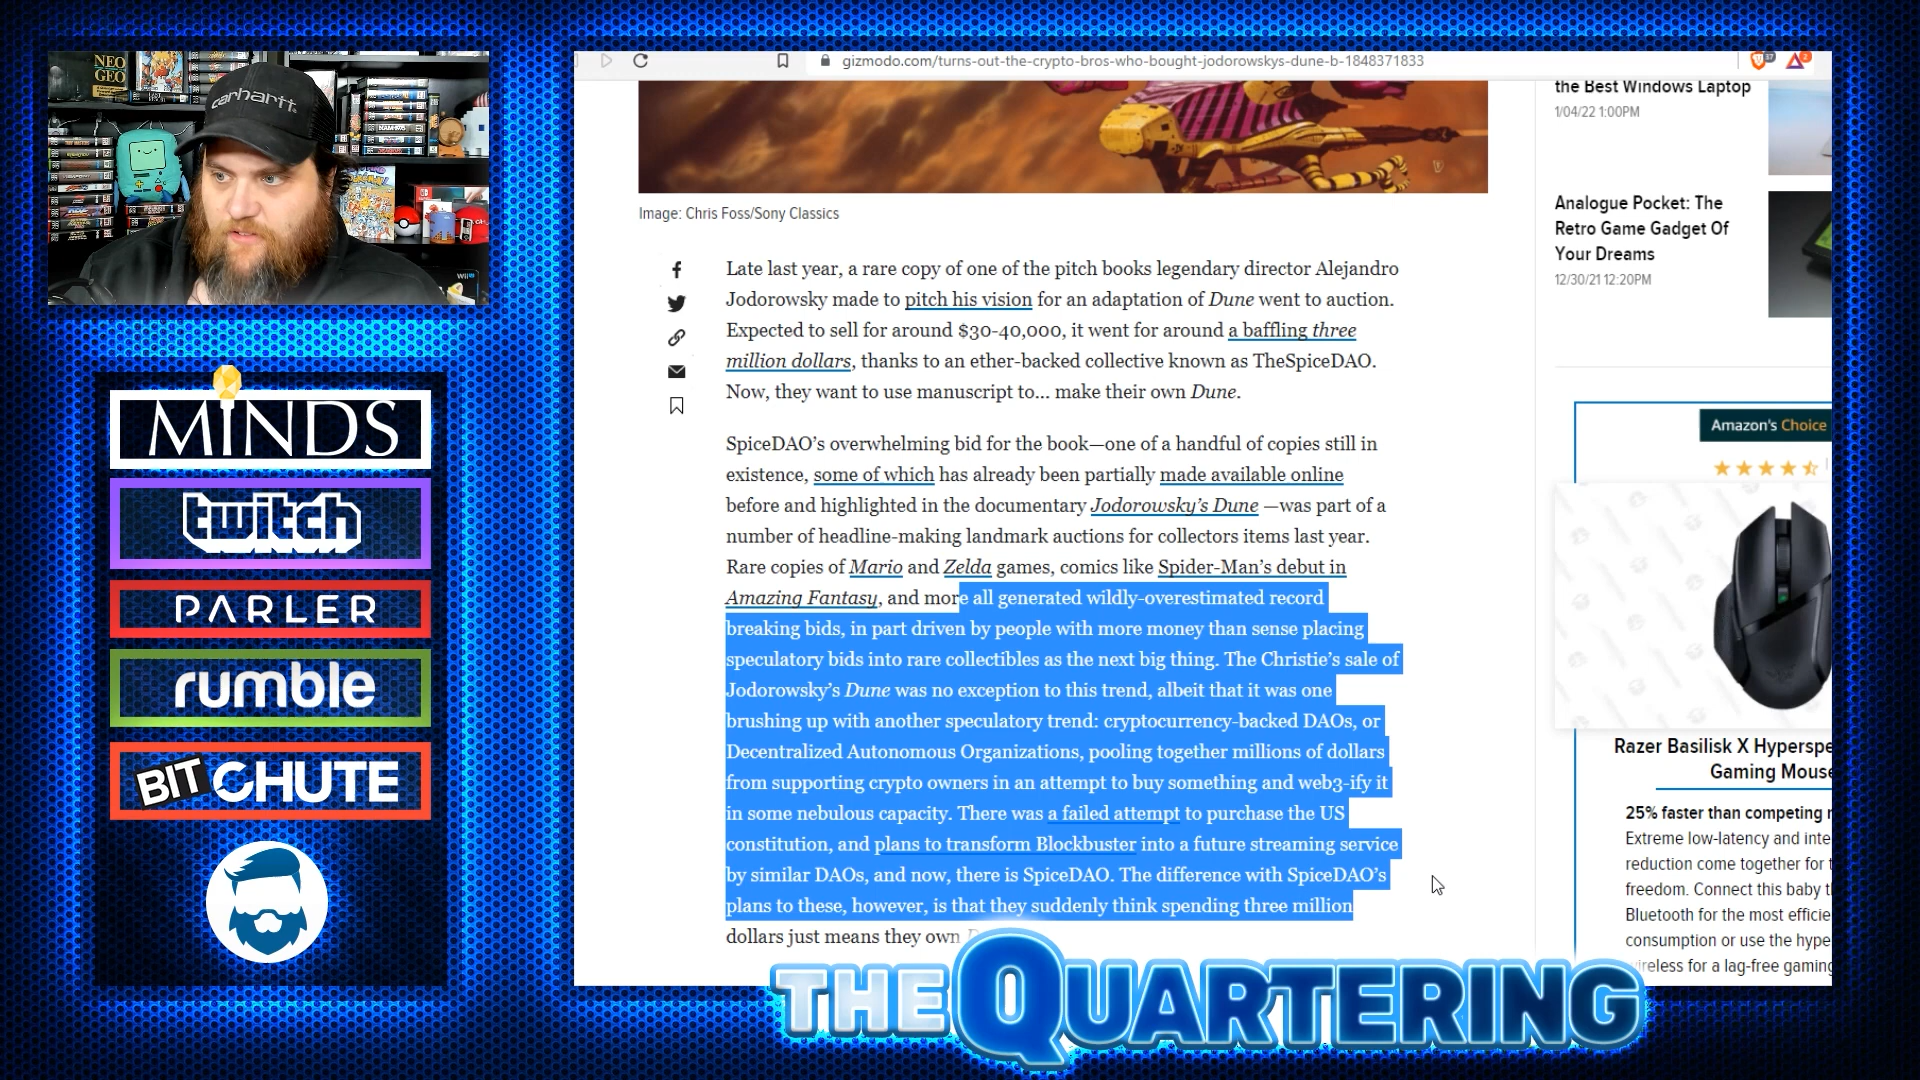 NEO
GEO
carhartt.
WiiU
MINDS
twitch
PARLER
rumble
BIT CHUTE
gizmodo.com/turns-out-the-crypto-bros-who-bought-jodorowskys-dune-b-1848371833
Image: Chris Foss/Sony Classics
Late last year, a rare copy of one of the pitch books legendary director Alejandro
Jodorowsky made to pitch his vision for an adaptation of Dune went to auction.
Expected to sell for around $30-40,000, it went for around a baffling three
million dollars, thanks to an ether-backed collective known as TheSpiceDAO.
Now, they want to use manuscript to... make their own Dune.
SpiceDAO's overwhelming bid for the book—one of a handful of copies still in
existence, some of which has already been partially made available online
before and highlighted in the documentary Jodorowsky's Dune —was part of a
number of headline-making landmark auctions for collectors items last year.
Rare copies of Mario and Zelda games, comics like Spider-Man's debut in
Amazing Fantasy, and more all generated wildly-overestimated record
breaking bids, in part driven by people with more money than sense placing
speculatory bids into rare collectibles as the next big thing. The Christie's sale of
Jodorowsky's Dune was no exception to this trend, albeit that it was one
brushing up with another speculatory trend: cryptocurrency-backed DAOs, or
Decentralized Autonomous Organizations, pooling together millions of dollars
from supporting crypto owners in an attempt to buy something and web3-ify it
in some nebulous capacity. There was a failed attempt to purchase the US
constitution, and plans to transform Blockbuster into a future streaming service
by similar DAOs, and now, there is SpiceDAO. The difference with SpiceDAO's
plans to these, however, is that they suddenly think spending three million
dollars just means they own
the Best Windows Laptop
1/04/22 1:00PM
Analogue Pocket: The
Retro Game Gadget Of
Your Dreams
12/30/21 12:20PM
Amazon's Choice
Razer Basilisk X Hyperspe
Gaming Mouse
25% faster than competing
Extreme low-latency and inte
reduction come together for
freedom. Connect this baby
Bluetooth for the most efficie
consumption or use the hype
wireless for a lag-free gaming
THE QUARTERING